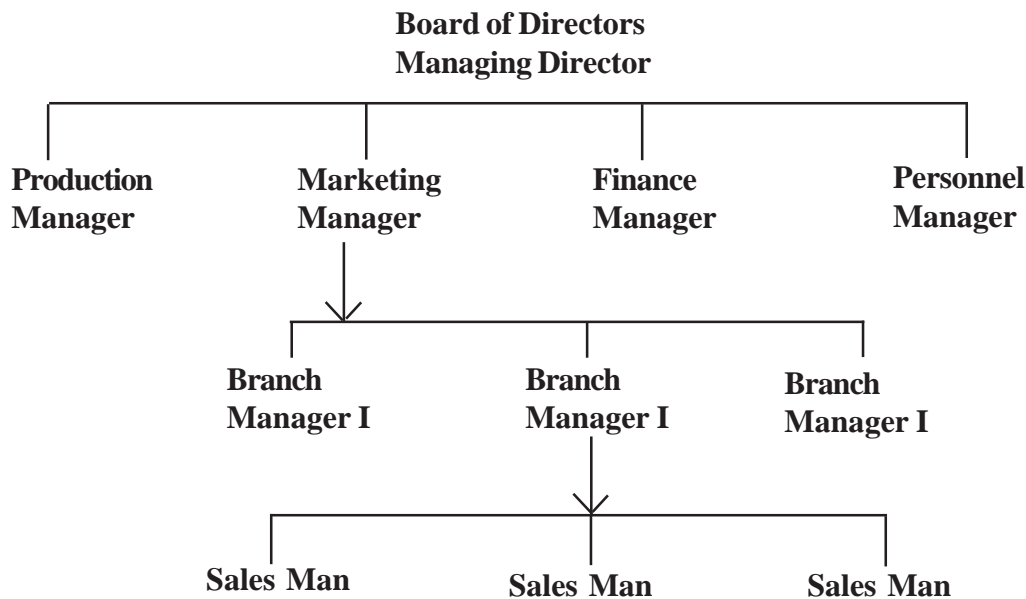 Board of Directors
Managing Director
Production
Manager
Marketing
Manager
Finance
Manager
Personnel
Manager
Branch
Manager I
Branch
Manager I
Branch
Manager I
Sales Man
Sales Man
Sales Man